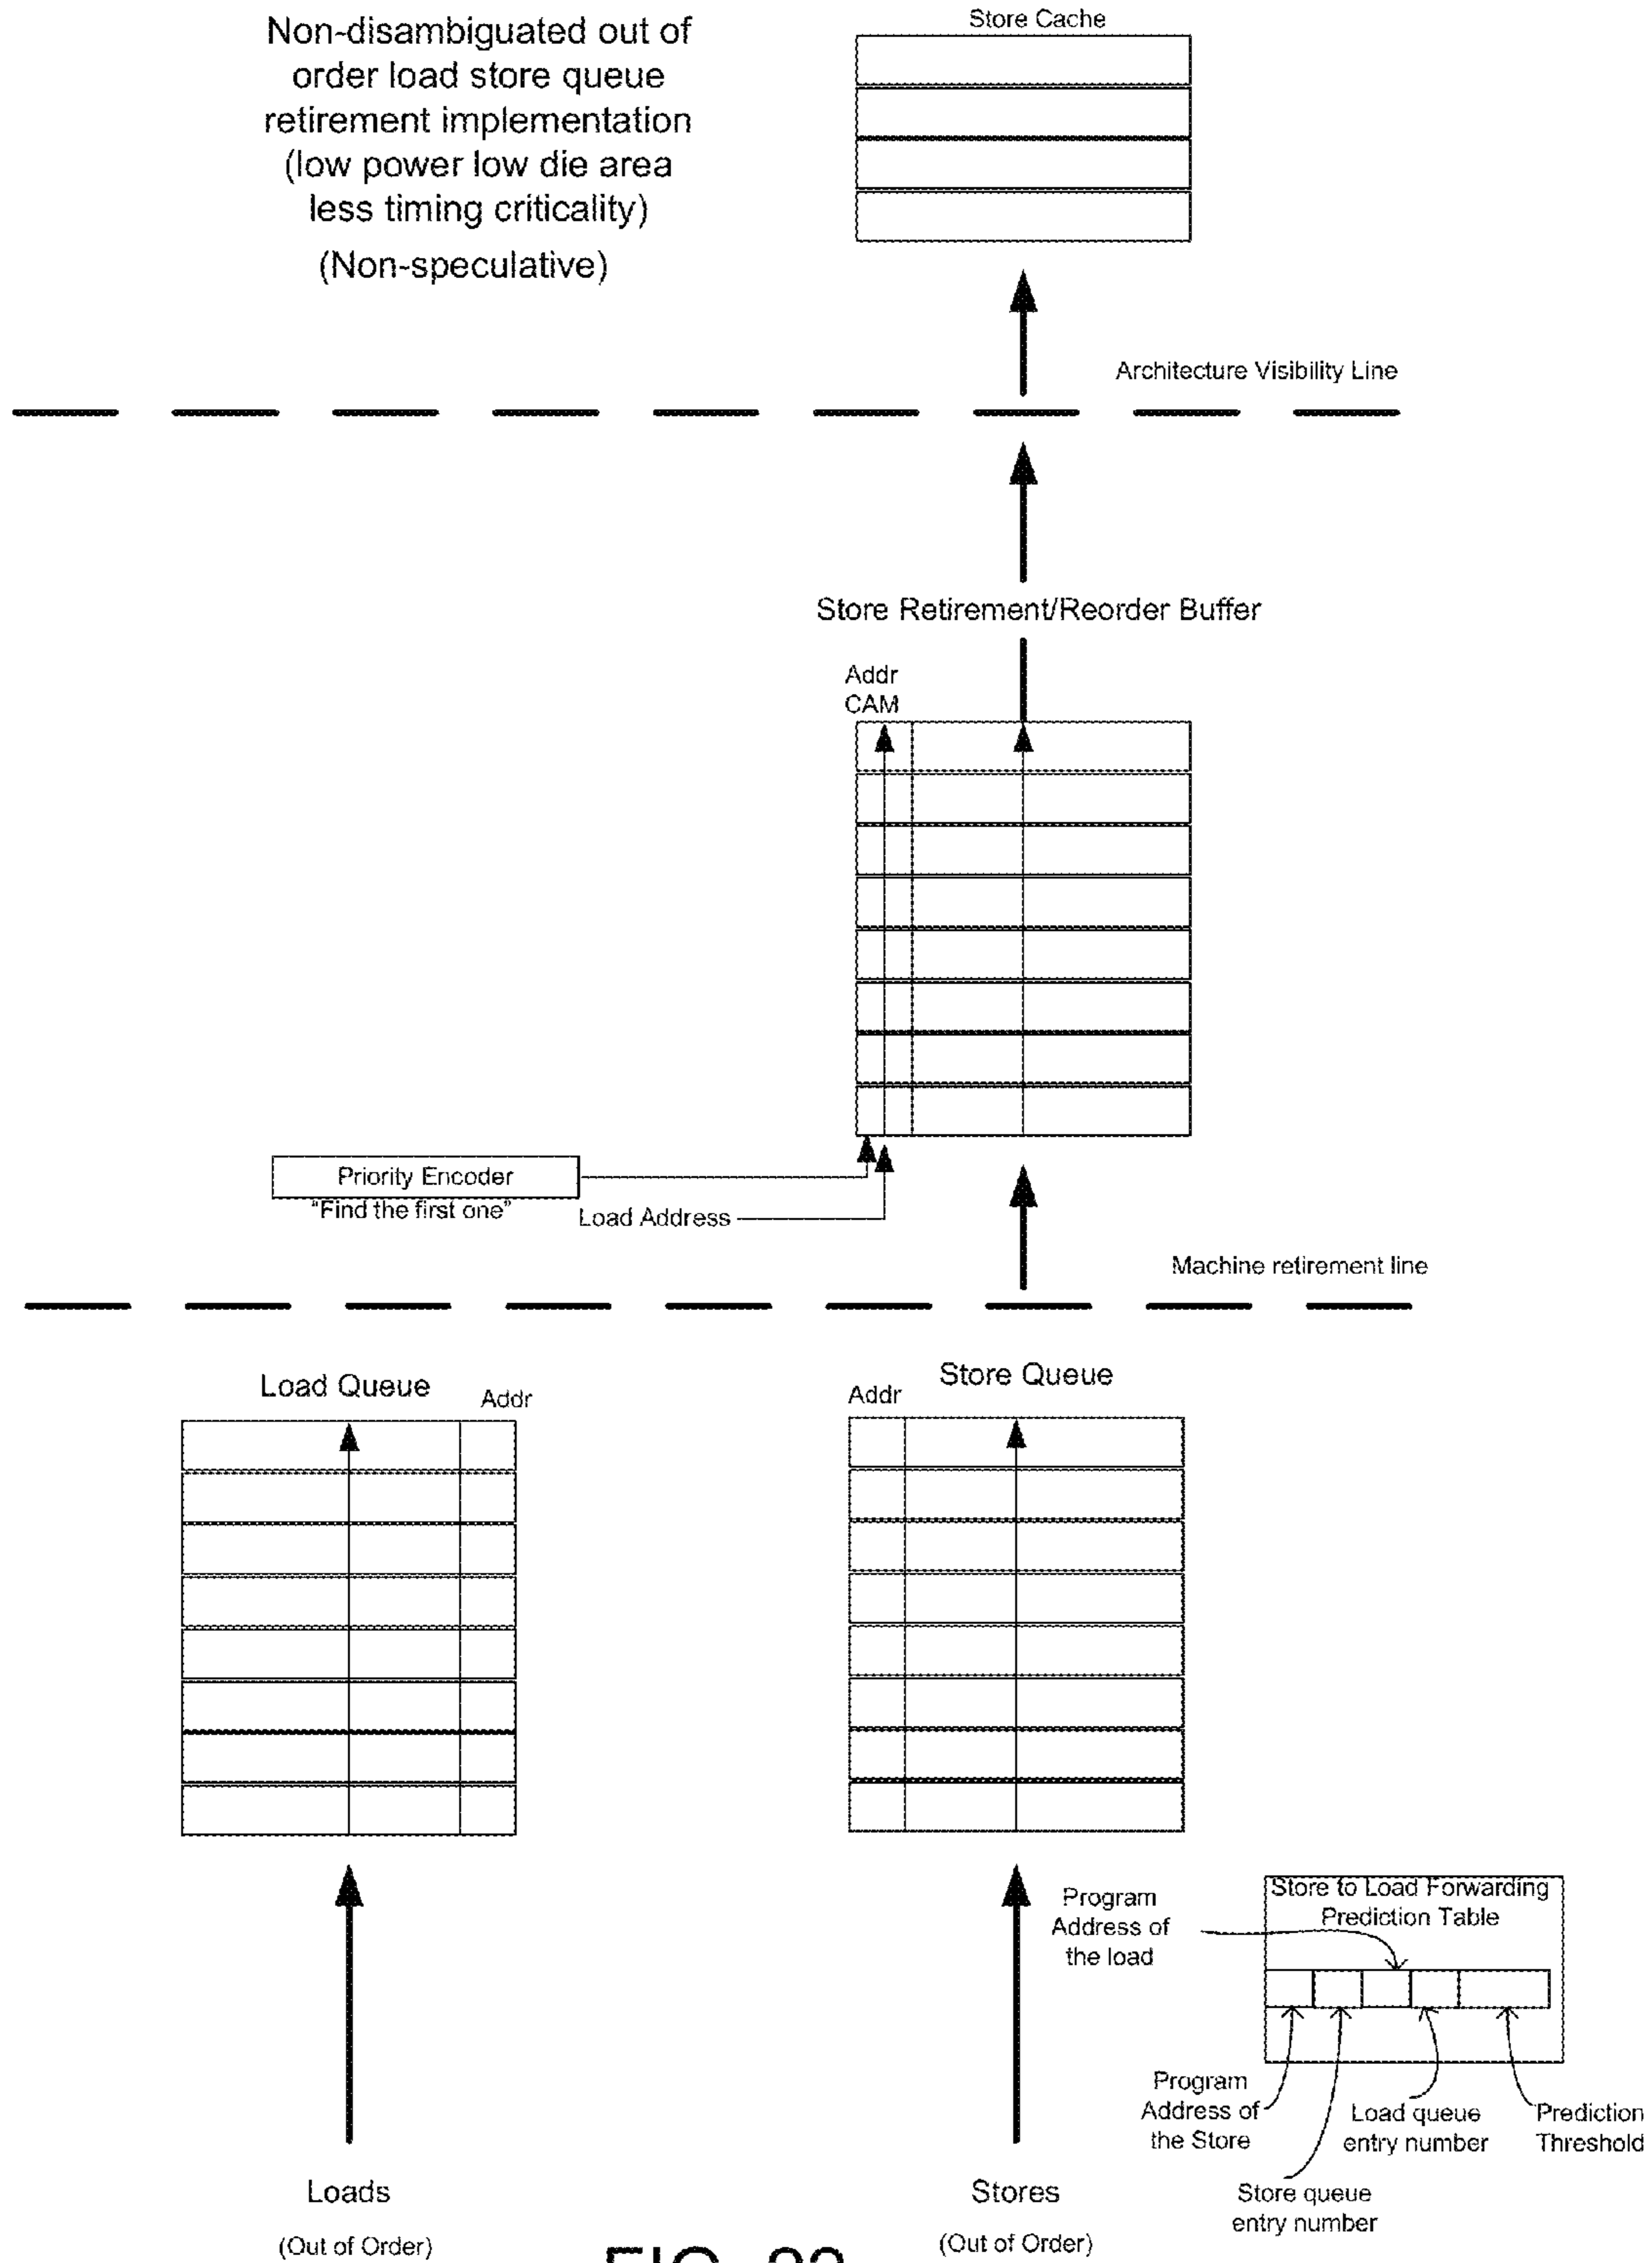 Non-disambiguated out of
order load store queue
retirement implementation
(low power low die area
less timing criticality)
(Non-speculative)
Store Cache
Architecture Visibility Line
Store Retirement/Reorder Buffer
Addr
CAM
Priority Encoder
"Find the first one"
Load Address
Machine retirement line
Load Queue
Addr
Addr
Store Queue
Program
Address of
the load
Store to Load Forwarding
Prediction Table
Program
Address of
the Store
Load queue
entry number
Prediction
Threshold
Store queue
entry number
Loads
(Out of Order)
Stores
(Out of Order)
FIG.